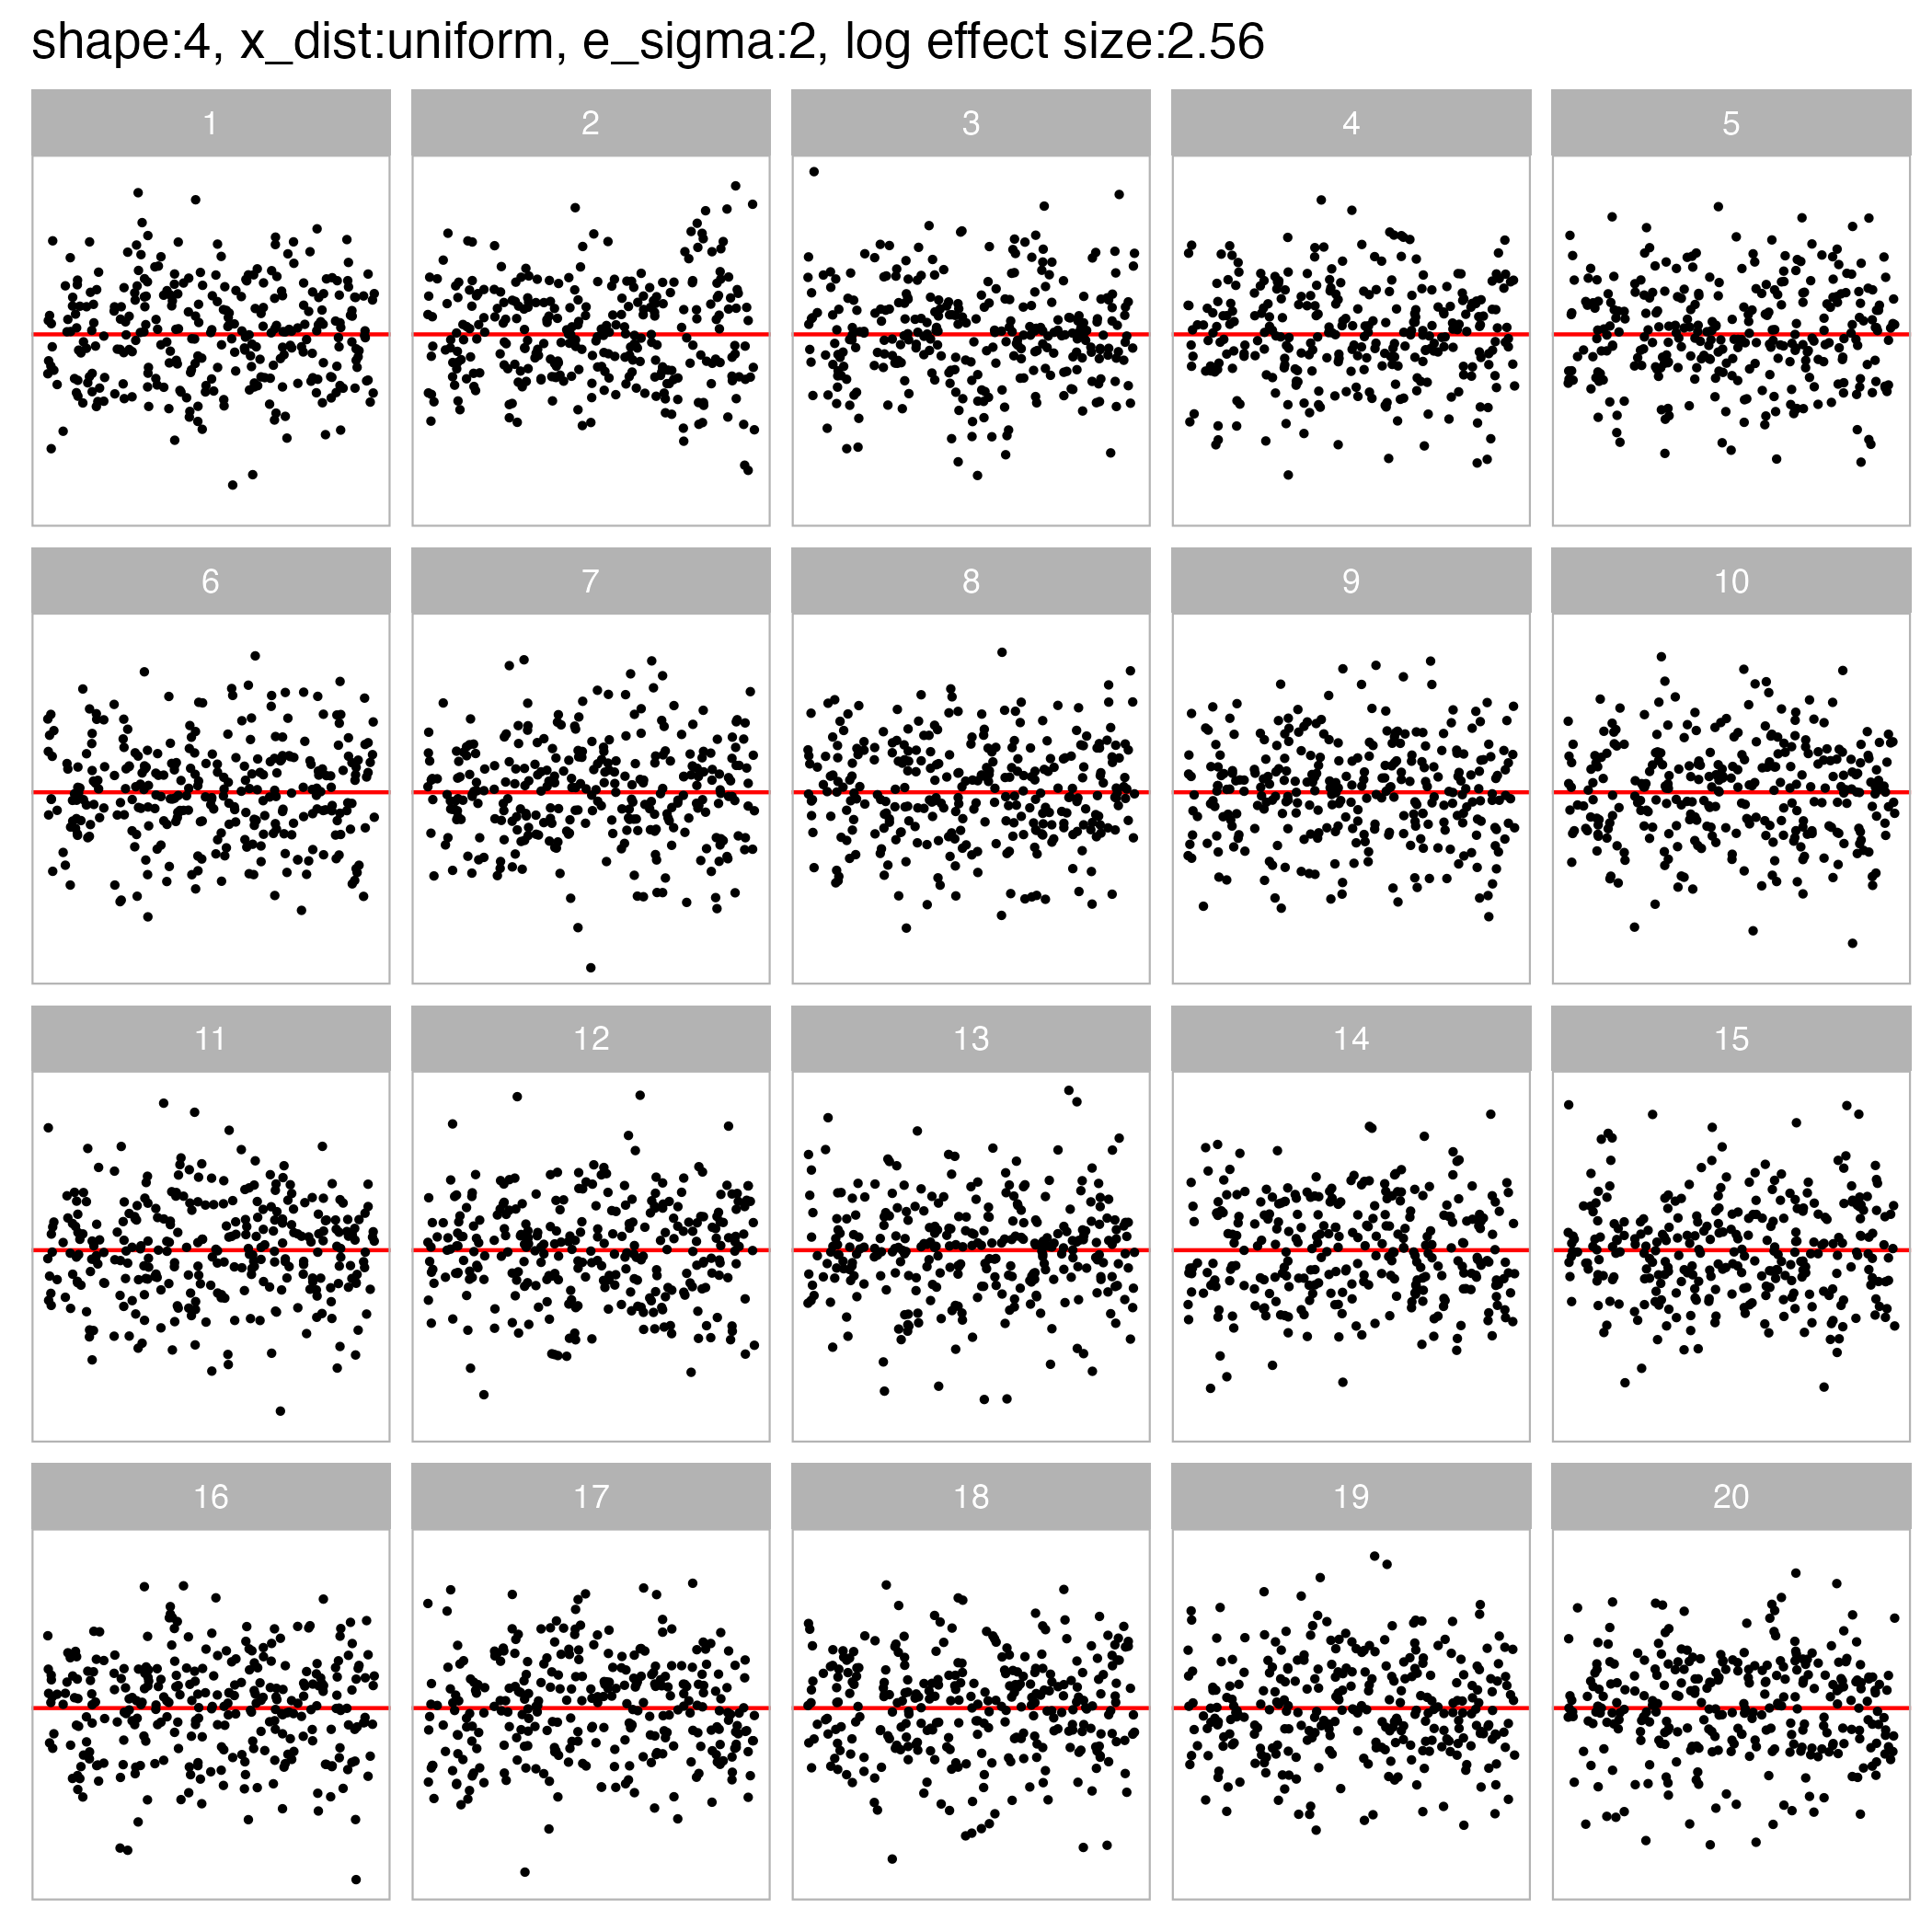 shape:4, x_dist:uniform, e_sigma:2, log effect size:2.56
1 2 3 4 5
6 7 8 9 10
11 12 13 14 15
16 17 18 19 20